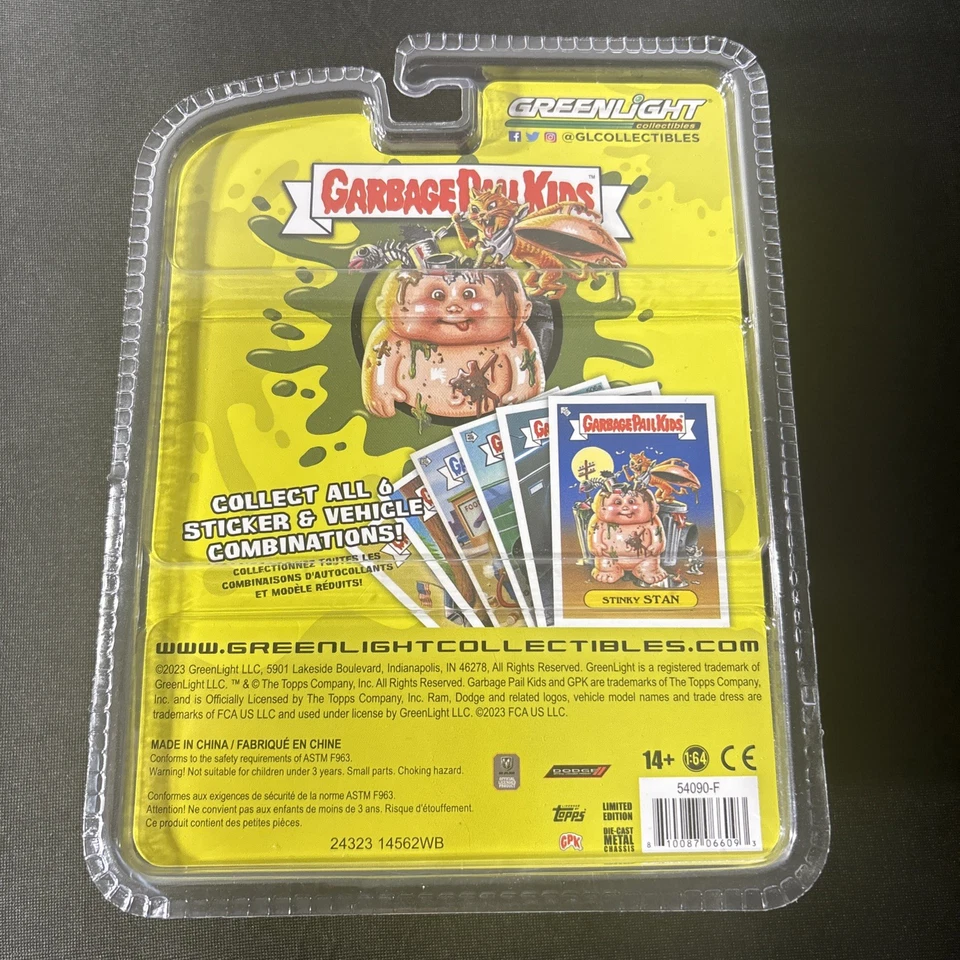 GREENLiGHT
collectibles
@GLCOLLECTIBLES
GARBAGE PAIL KIDS™
GARBAGE PAIL KIDS
COLLECT ALL 6
STICKER & VEHICLE
COMBINATIONS!
COLLECTIONNEZ TOUTES LES
COMBINAISONS D'AUTOCOLLANTS
ET MODÈLE RÉDUITS!
STINKY STAN
WWW.GREENLIGHTCOLLECTIBLES.COM
©2023 GreenLight LLC, 5901 Lakeside Boulevard, Indianapolis, IN 46278, All Rights Reserved. GreenLight is a registered trademark of
GreenLight LLC. ™ & © The Topps Company, Inc. All Rights Reserved. Garbage Pail Kids and GPK are trademarks of The Topps Company,
Inc. and is Officially Licensed by The Topps Company, Inc. Ram, Dodge and related logos, vehicle model names and trade dress are
trademarks of FCA US LLC and used under license by GreenLight LLC. ©2023 FCA US LLC.
MADE IN CHINA / FABRIQUÉ EN CHINE
Conforms to the safety requirements of ASTM F963.
Warning! Not suitable for children under 3 years. Small parts. Choking hazard.
Conformes aux exigences de sécurité de la norme ASTM F963.
Attention! Ne convient pas aux enfants de moins de 3 ans. Risque d'étouffement.
Ce produit contient des petites pièces.
24323 14562WB
DODGE
14+ 1:64 CE
54090-F
Topps
LIMITED
EDITION
GPK
DIE-CAST
METAL
CHASSIS
8 10087 06609 3